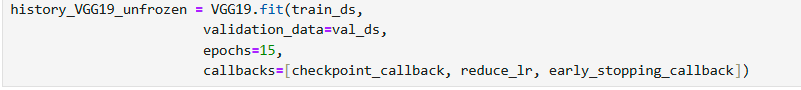 history_VGG19_unfrozen = VGG19.fit(train_ds,
validation_data=val_ds,
epochs=15,
callbacks=[checkpoint_callback, reduce_lr, early_stopping_callback])